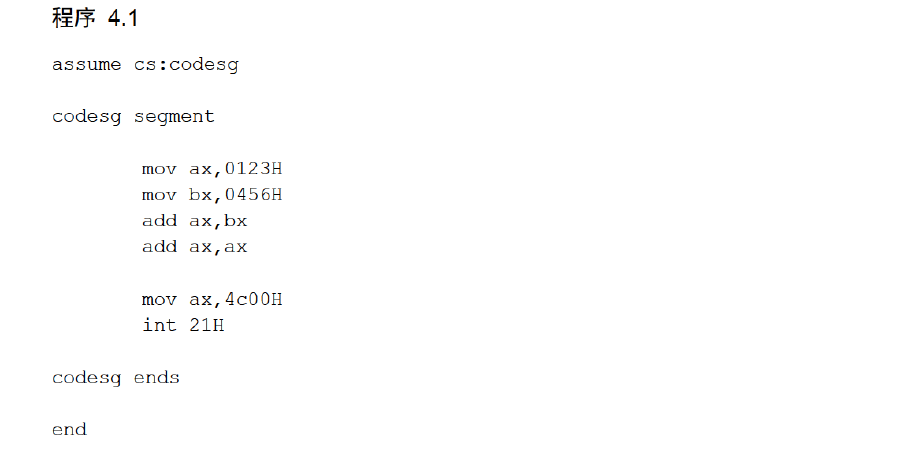 程序 4.1
assume cs:codesg
codesg segment
mov ax,0123H
mov bx,0456H
add ax,bx
add ax,ax
mov ax,4c00H
int 21H
codesg ends
end